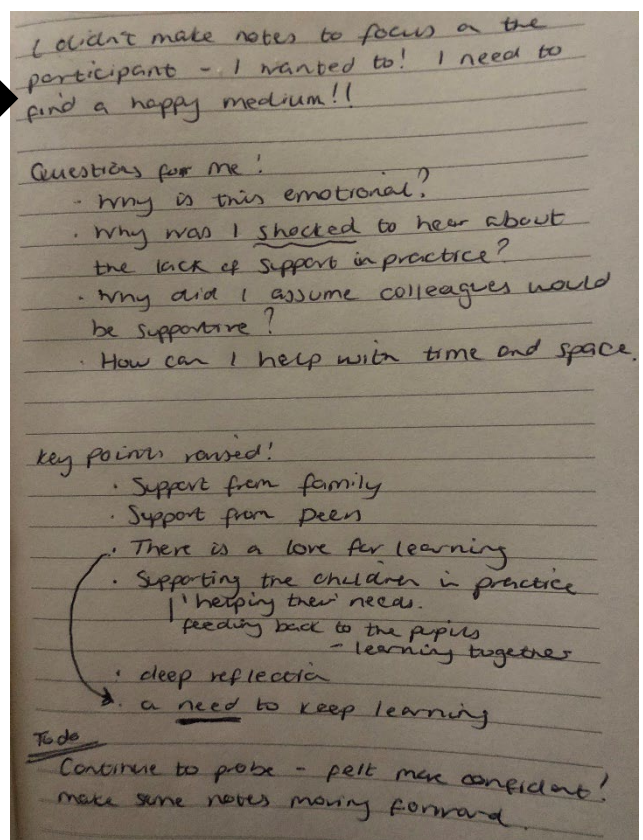 I didn't make notes to focus on the
participant - I wanted to! I need to
find a happy medium!!
Questions for me!
· Why is this emotional?
· Why was I shocked to hear about
the lack of support in practice?
· Why did I assume colleagues would
be supportive?
· How can I help with time and space.
Key points raised!
· Support from family
· Support from peers
· There is a love for learning
· Supporting the children in practice
'helping their needs.
feeding back to the pupils
- learning together
· deep reflection
· a need to keep learning
To do
Continue to probe - felt more confident!
make some notes moving forward.